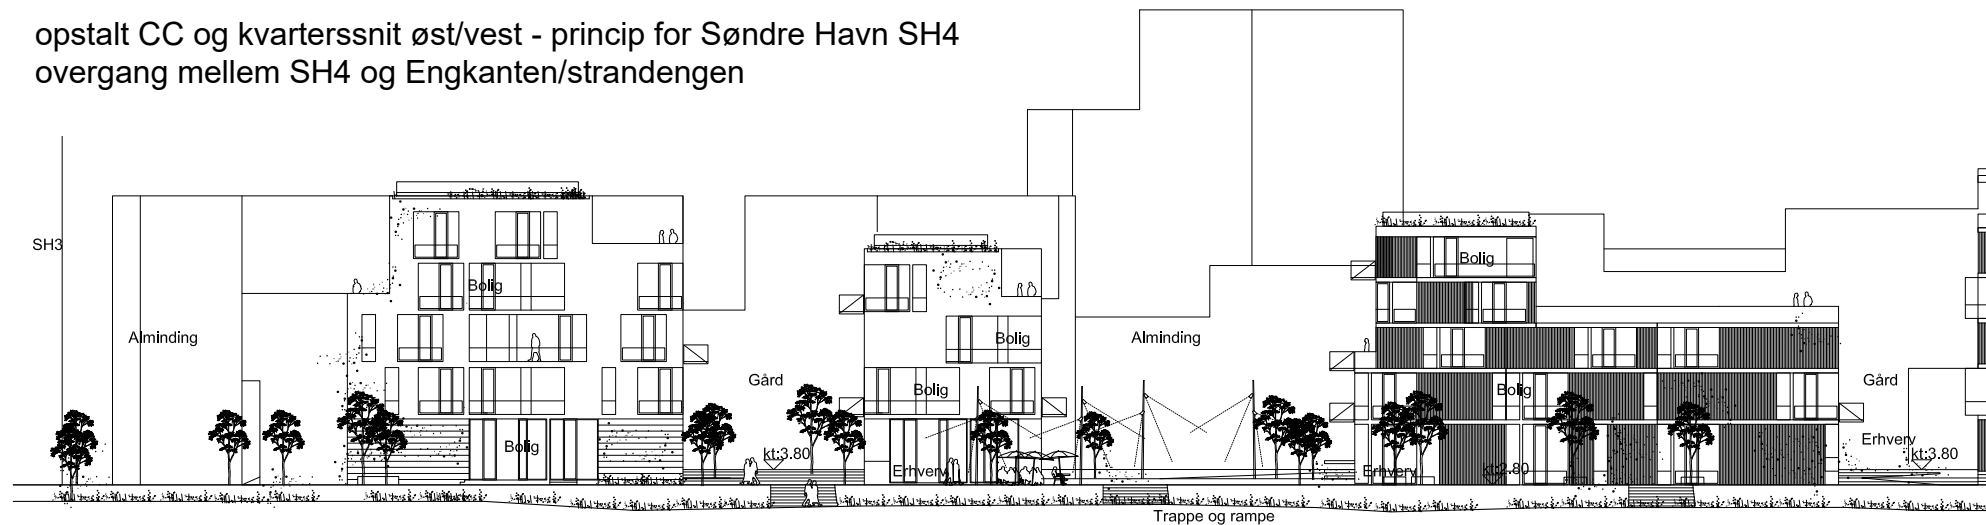 opstalt CC og kvarterssnit øst/vest - princip for Søndre Havn SH4
overgang mellem SH4 og Engkanten/strandengen
SH3
Alminding
Bolig
Bolig
Gård
kt:3.80
Bolig
Bolig
Erhverv
Alminding
Bolig
Bolig
Erhverv
kt:2.80
Gård
Erhverv
kt:3.80
Trappe og rampe